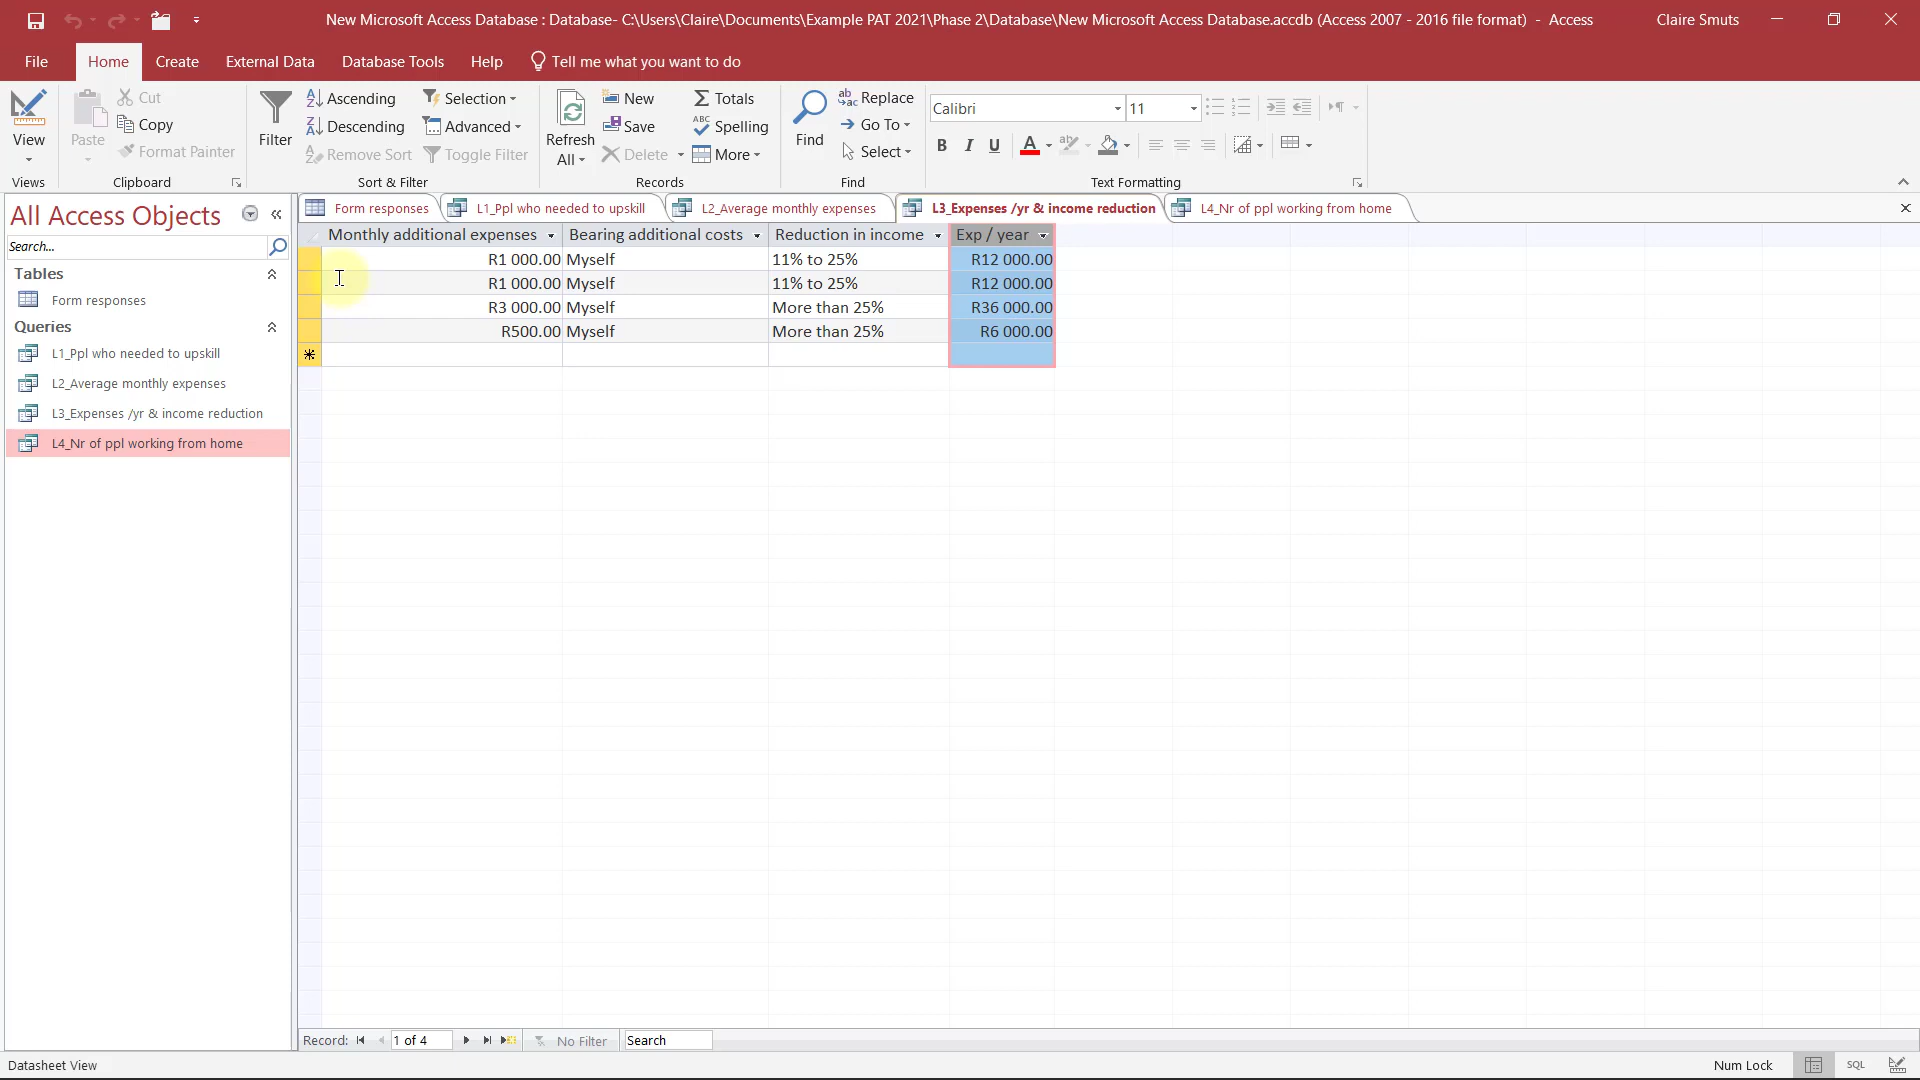 New Microsoft Access Database : Database- C:\Users\Claire\Documents\Example PAT 2021\Phase 2\Database\New Microsoft Access Database.accdb (Access 2007 - 2016 file format) - Access
Claire Smuts
File Home Create External Data Database Tools Help Tell me what you want to do
View
Views
Paste
Cut
Copy
Format Painter
Clipboard
Filter
Ascending
Descending
Remove Sort
Selection
Advanced
Toggle Filter
Sort & Filter
Refresh All
New
Save
Delete
Totals
Spelling
More
Records
Find
Replace
Go To
Select
Find
Calibri 11
B I U A
Text Formatting
All Access Objects
Search...
Tables
Form responses
Queries
L1_Ppl who needed to upskill
L2_Average monthly expenses
L3_Expenses /yr & income reduction
L4_Nr of ppl working from home
Form responses L1_Ppl who needed to upskill L2_Average monthly expenses L3_Expenses /yr & income reduction L4_Nr of ppl working from home
Monthly additional expenses Bearing additional costs Reduction in income Exp / year
R1 000.00 Myself 11% to 25% R12 000.00
R1 000.00 Myself 11% to 25% R12 000.00
R3 000.00 Myself More than 25% R36 000.00
R500.00 Myself More than 25% R6 000.00
Record: 1 of 4 No Filter Search
Datasheet View Num Lock SQL